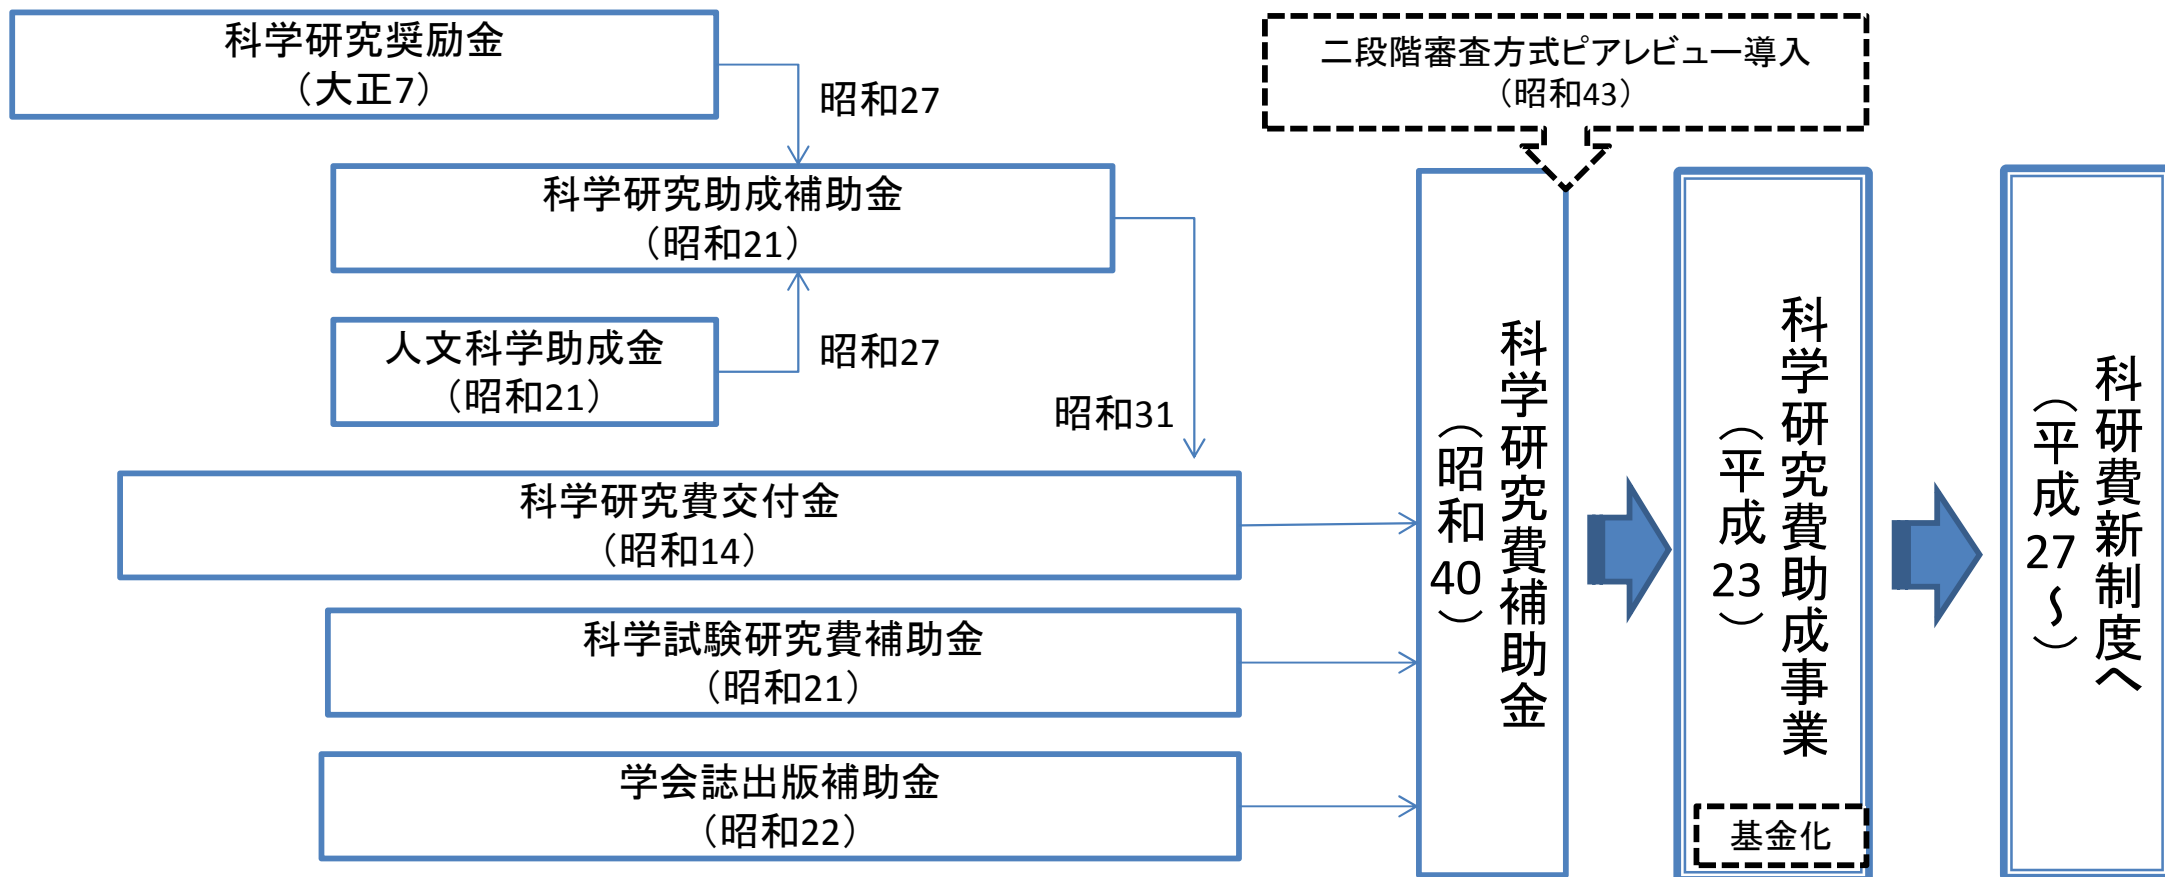 科学研究奨励金
（大正7）
昭和27
科学研究助成補助金
（昭和21）
人文科学助成金
（昭和21）
昭和27
昭和31
科学研究費交付金
（昭和14）
科学試験研究費補助金
（昭和21）
学会誌出版補助金
（昭和22）
二段階審査方式ピアレビュー導入
（昭和43）
科学研究費補助金
（昭和40）
科学研究費助成事業
（平成23）
基金化
科研費新制度へ
（平成27～）